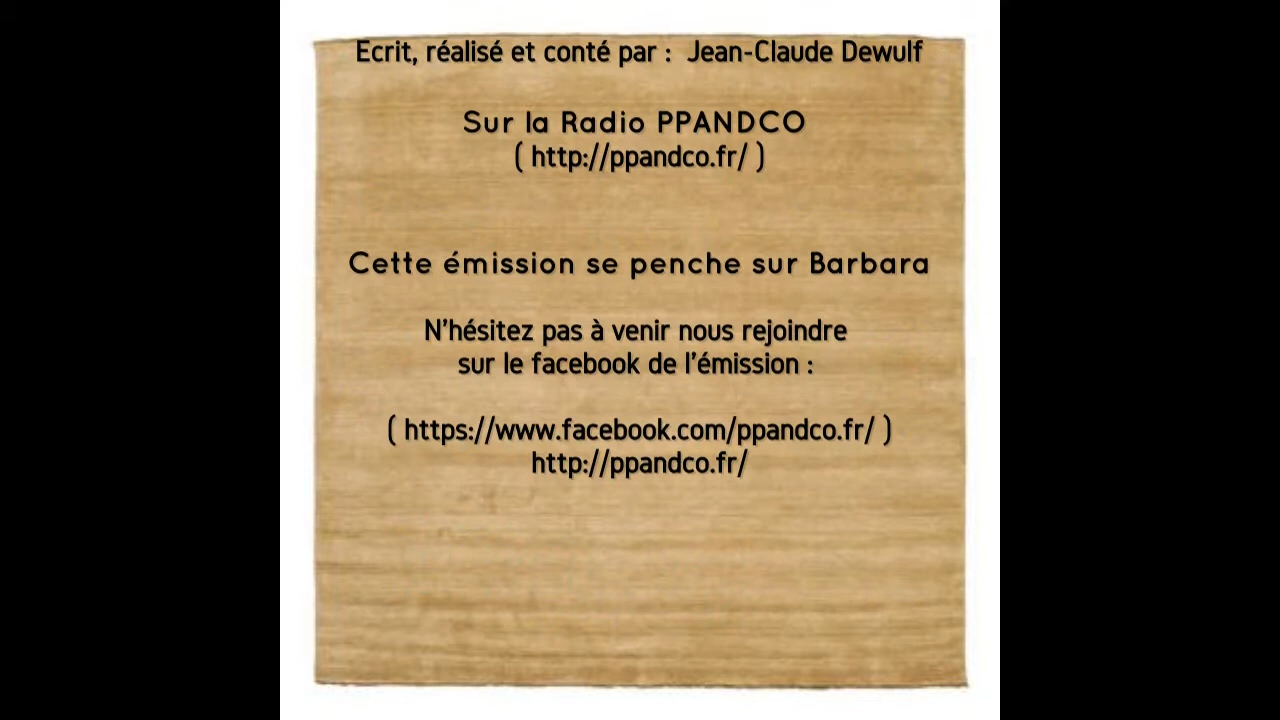 Ecrit, réalisé et conté par : Jean-Claude Dewulf
Sur la Radio PPANDCO
( http://ppandco.fr/ )
Cette émission se penche sur Barbara
N'hésitez pas à venir nous rejoindre
sur le facebook de l'émission :
( https://www.facebook.com/ppandco.fr/ )
http://ppandco.fr/